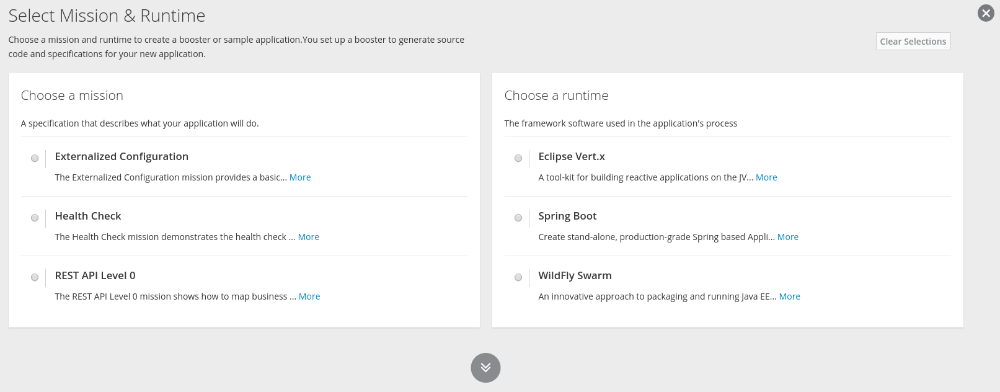 Select Mission & Runtime
Choose a mission and runtime to create a booster or sample application.You set up a booster to generate source
code and specifications for your new application.
Clear Selections
Choose a mission
A specification that describes what your application will do.
Externalized Configuration
The Externalized Configuration mission provides a basic... More
Health Check
The Health Check mission demonstrates the health check ... More
REST API Level 0
The REST API Level 0 mission shows how to map business ... More
Choose a runtime
The framework software used in the application's process
Eclipse Vert.x
A tool-kit for building reactive applications on the JV... More
Spring Boot
Create stand-alone, production-grade Spring based Appli... More
WildFly Swarm
An innovative approach to packaging and running Java EE... More